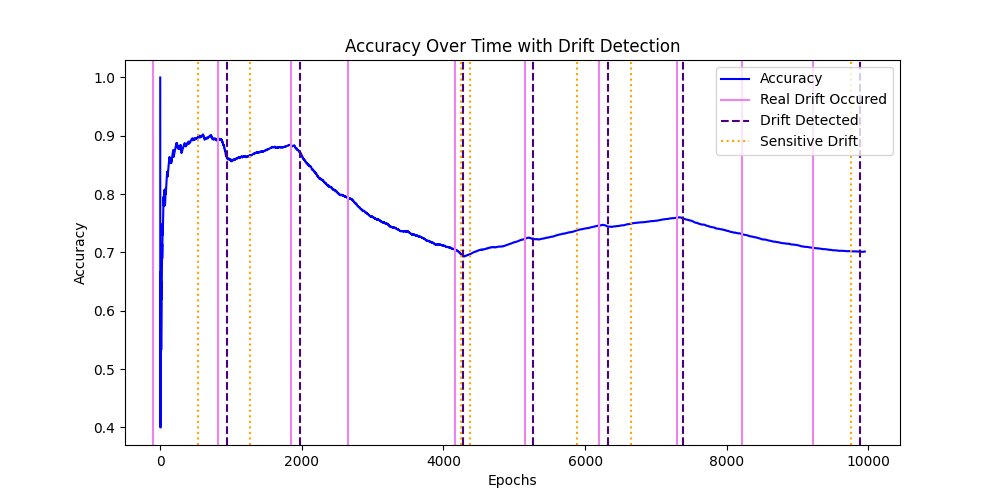 Accuracy Over Time with Drift Detection
1.0
0.9
0.8
0.7
0.6
0.5
0.4
Accuracy
Accuracy
Real Drift Occured
Drift Detected
Sensitive Drift
0
2000
4000
6000
8000
10000
Epochs